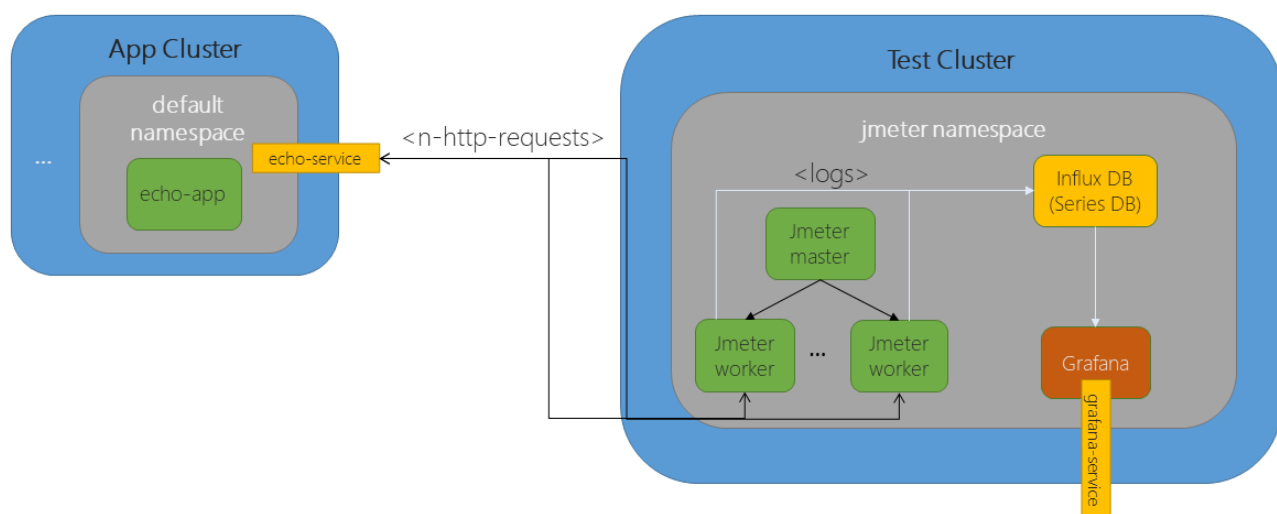 App Cluster
default
namespace
...
echo-service
echo-app
<n-http-requests>
Test Cluster
jmeter namespace
<logs>
Influx DB
(Series DB)
Jmeter
master
Jmeter
worker
...
Jmeter
worker
Grafana
grafana-service